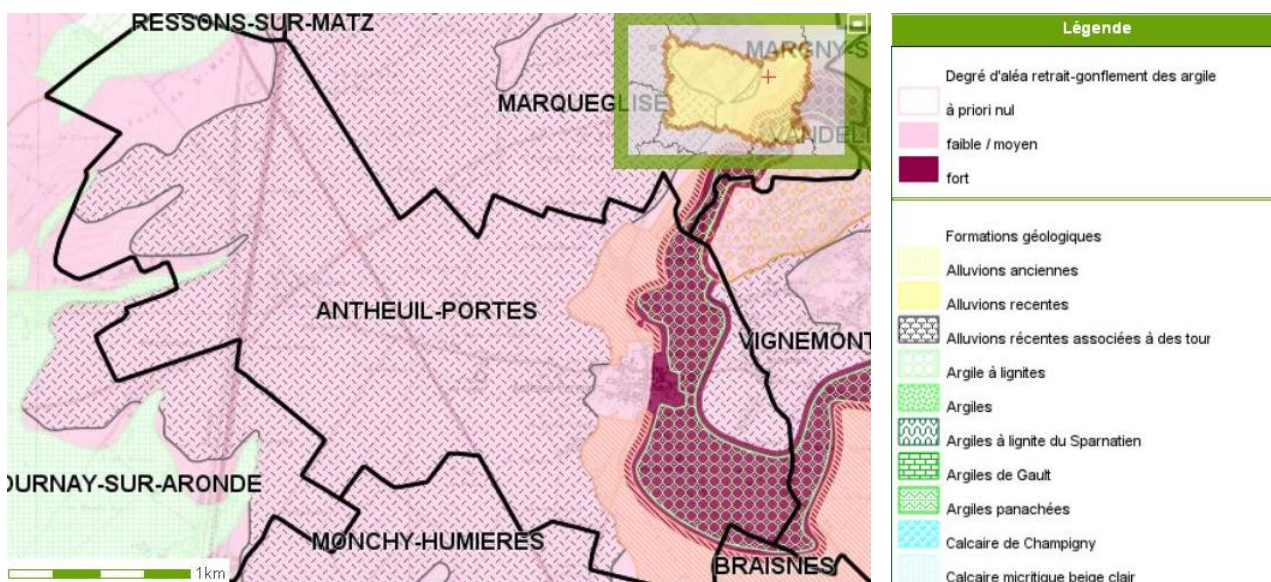 RESSONS-SUR-MATZ
MARGNY-S
MARQUEGLISE
VANDELI
ANTHEUIL-PORTES
VIGNEMONT
OURNAY-SUR-ARONDE
MONCHY-HUMIERES
BRAISNES
1km
Légende
Degré d'aléa retrait-gonflement des argile
à priori nul
faible / moyen
fort
Formations géologiques
Alluvions anciennes
Alluvions recentes
Alluvions récentes associées à des tour
Argile à lignites
Argiles
Argiles à lignite du Sparnatien
Argiles de Gault
Argiles panachées
Calcaire de Champigny
Calcaire micritique beige clair